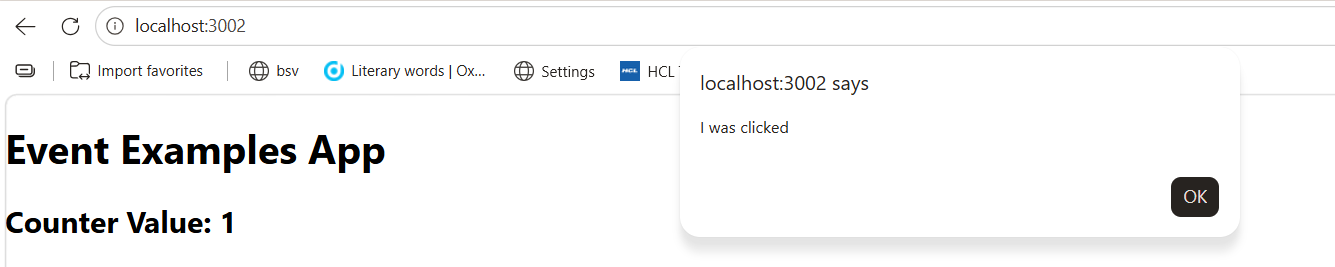 localhost:3002
Import favorites
bsv
Literary words | Ox...
Settings
HCL
localhost:3002 says
I was clicked
OK
Event Examples App
Counter Value: 1